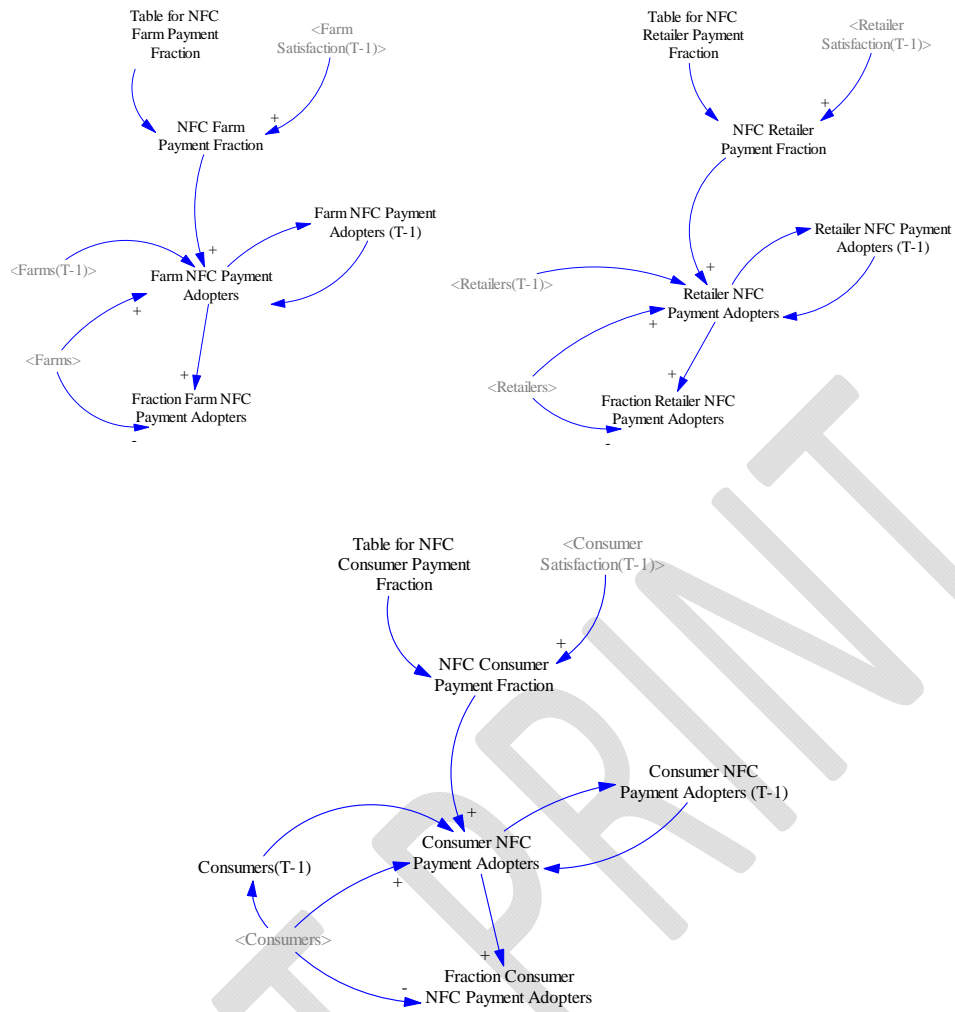 Table for NFC
Farm Payment
Fraction
<Farm
Satisfaction(T-1)>
+
NFC Farm
Payment Fraction
Farm NFC Payment
Adopters (T-1)
+
<Farms(T-1)>
Farm NFC Payment
Adopters
+
<Farms>
+
Fraction Farm NFC
Payment Adopters
-
Table for NFC
Retailer Payment
Fraction
<Retailer
Satisfaction(T-1)>
+
NFC Retailer
Payment Fraction
Retailer NFC Payment
Adopters (T-1)
+
<Retailers(T-1)>
Retailer NFC
Payment Adopters
+
<Retailers>
+
Fraction Retailer NFC
Payment Adopters
-
Table for NFC
Consumer Payment
Fraction
<Consumer
Satisfaction(T-1)>
+
NFC Consumer
Payment Fraction
Consumer NFC
Payment Adopters (T-1)
+
Consumer NFC
Payment Adopters
Consumers(T-1)
+
<Consumers>
+
-
Fraction Consumer
NFC Payment Adopters
T PRINT